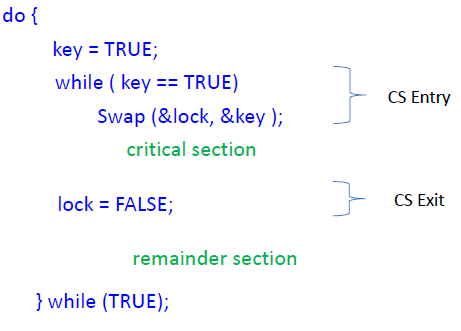 do {
key = TRUE;
while ( key == TRUE)
Swap (&lock, &key );
CS Entry
critical section
lock = FALSE;
CS Exit
remainder section
} while (TRUE);